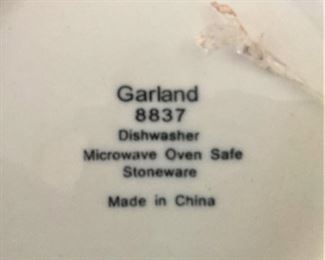 Garland
8837
Dishwasher
Microwave Oven Safe
Stoneware
Made in China